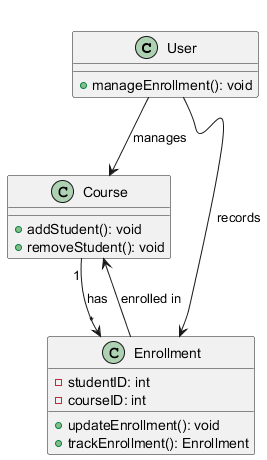 C User
manageEnrollment(): void
manages
C Course
addStudent(): void
removeStudent(): void
records
1
has
enrolled in
*
C Enrollment
studentID: int
courseID: int
updateEnrollment(): void
trackEnrollment(): Enrollment